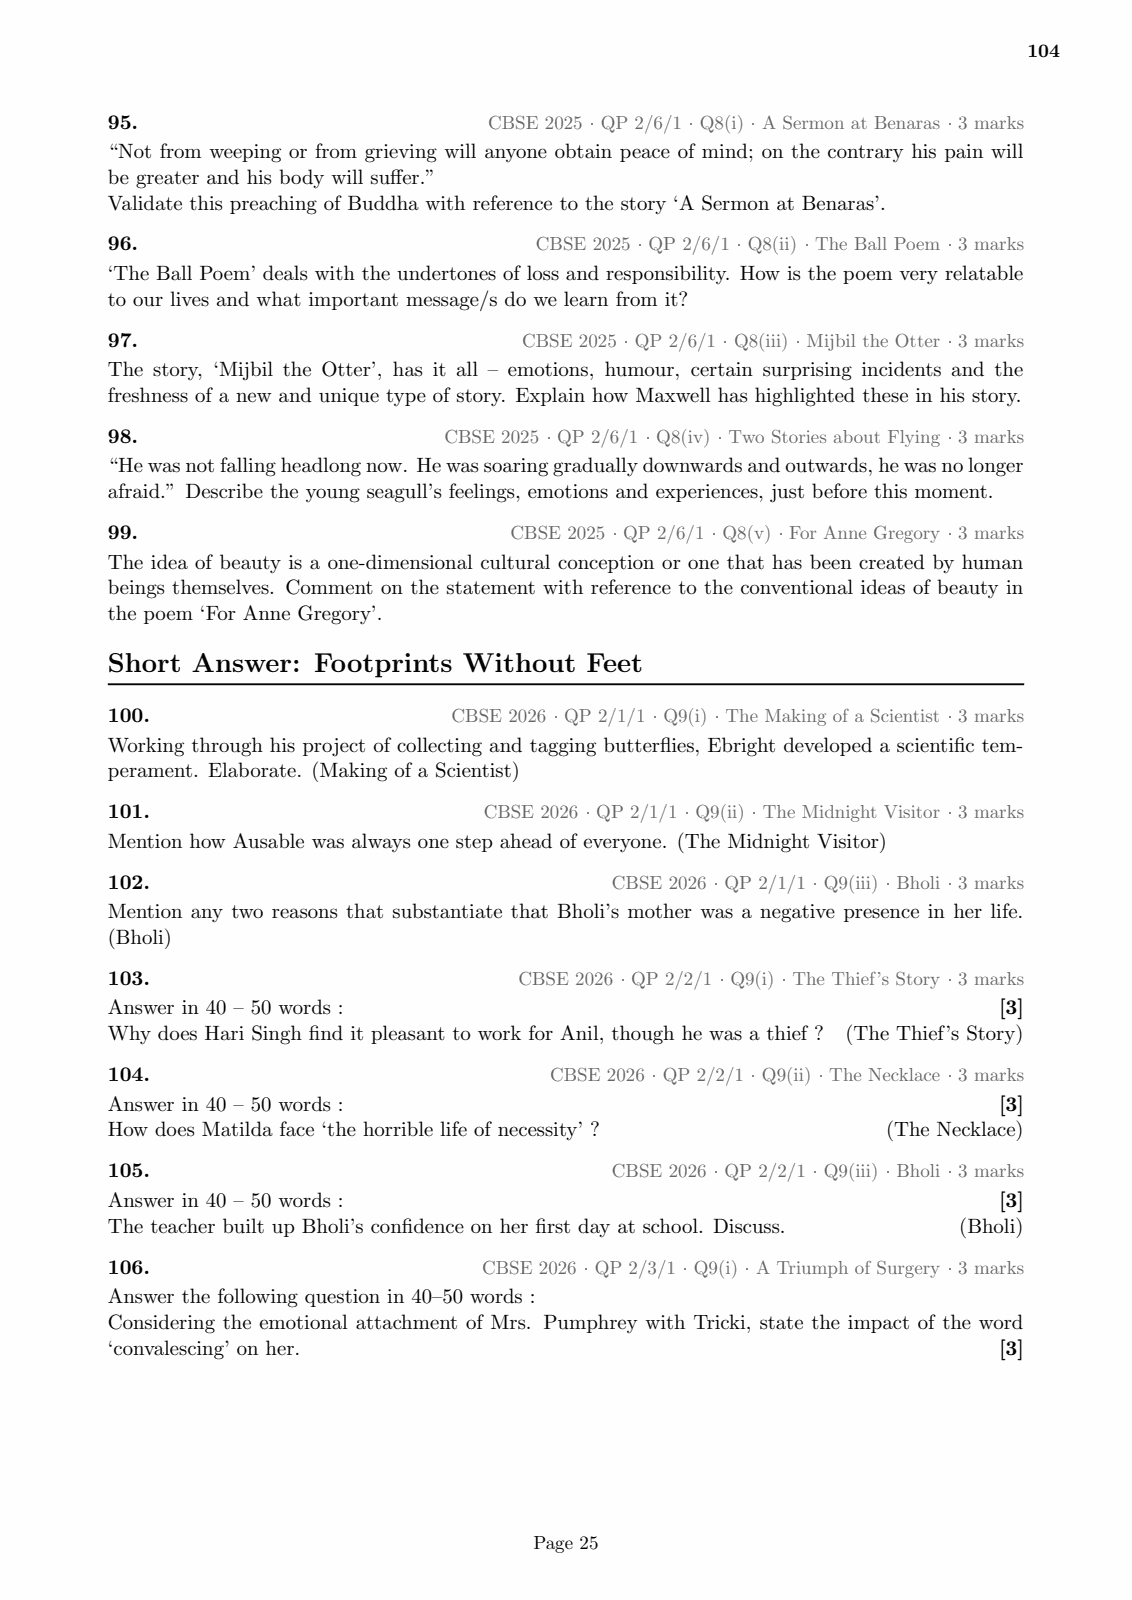 104
95. CBSE 2025 · QP 2/6/1 · Q8(i) · A Sermon at Benaras · 3 marks
“Not from weeping or from grieving will anyone obtain peace of mind; on the contrary his pain will
be greater and his body will suffer.”
Validate this preaching of Buddha with reference to the story ‘A Sermon at Benaras’.
96. CBSE 2025 · QP 2/6/1 · Q8(ii) · The Ball Poem · 3 marks
‘The Ball Poem’ deals with the undertones of loss and responsibility. How is the poem very relatable
to our lives and what important message/s do we learn from it?
97. CBSE 2025 · QP 2/6/1 · Q8(iii) · Mijbil the Otter · 3 marks
The story, ‘Mijbil the Otter’, has it all – emotions, humour, certain surprising incidents and the
freshness of a new and unique type of story. Explain how Maxwell has highlighted these in his story.
98. CBSE 2025 · QP 2/6/1 · Q8(iv) · Two Stories about Flying · 3 marks
“He was not falling headlong now. He was soaring gradually downwards and outwards, he was no longer
afraid.” Describe the young seagull’s feelings, emotions and experiences, just before this moment.
99. CBSE 2025 · QP 2/6/1 · Q8(v) · For Anne Gregory · 3 marks
The idea of beauty is a one-dimensional cultural conception or one that has been created by human
beings themselves. Comment on the statement with reference to the conventional ideas of beauty in
the poem ‘For Anne Gregory’.
Short Answer: Footprints Without Feet
100. CBSE 2026 · QP 2/1/1 · Q9(i) · The Making of a Scientist · 3 marks
Working through his project of collecting and tagging butterflies, Ebright developed a scientific tem-
perament. Elaborate. (Making of a Scientist)
101. CBSE 2026 · QP 2/1/1 · Q9(ii) · The Midnight Visitor · 3 marks
Mention how Ausable was always one step ahead of everyone. (The Midnight Visitor)
102. CBSE 2026 · QP 2/1/1 · Q9(iii) · Bholi · 3 marks
Mention any two reasons that substantiate that Bholi’s mother was a negative presence in her life.
(Bholi)
103. CBSE 2026 · QP 2/2/1 · Q9(i) · The Thief’s Story · 3 marks
Answer in 40 – 50 words : [3]
Why does Hari Singh find it pleasant to work for Anil, though he was a thief ? (The Thief’s Story)
104. CBSE 2026 · QP 2/2/1 · Q9(ii) · The Necklace · 3 marks
Answer in 40 – 50 words : [3]
How does Matilda face ‘the horrible life of necessity’ ? (The Necklace)
105. CBSE 2026 · QP 2/2/1 · Q9(iii) · Bholi · 3 marks
Answer in 40 – 50 words : [3]
The teacher built up Bholi’s confidence on her first day at school. Discuss. (Bholi)
106. CBSE 2026 · QP 2/3/1 · Q9(i) · A Triumph of Surgery · 3 marks
Answer the following question in 40–50 words :
Considering the emotional attachment of Mrs. Pumphrey with Tricki, state the impact of the word
‘convalescing’ on her. [3]
Page 25